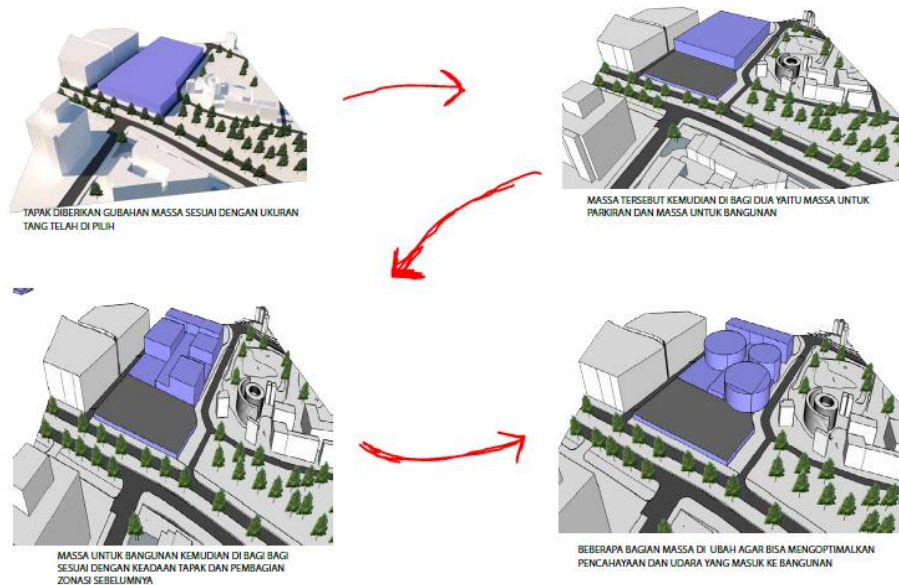 TAPAK DIBERIKAN GUBAHAN MASSA SESUAI DENGAN UKURAN
TANG TELAH DI PILIH
MASSA TERSEBUT KEMUDIAN DI BAGI DUA YAITU MASSA UNTUK
PARKIRAN DAN MASSA UNTUK BANGUNAN
MASSA UNTUK BANGUNAN KEMUDIAN DI BAGI BAGI
SESUAI DENGAN KEADAAN TAPAK DAN PEMBAGIAN
ZONASI SEBELUMNYA
BEBERAPA BAGIAN MASSA DI UBAH AGAR BISA MENGOPTIMALKAN
PENCAHAYAAN DAN UDARA YANG MASUK KE BANGUNAN